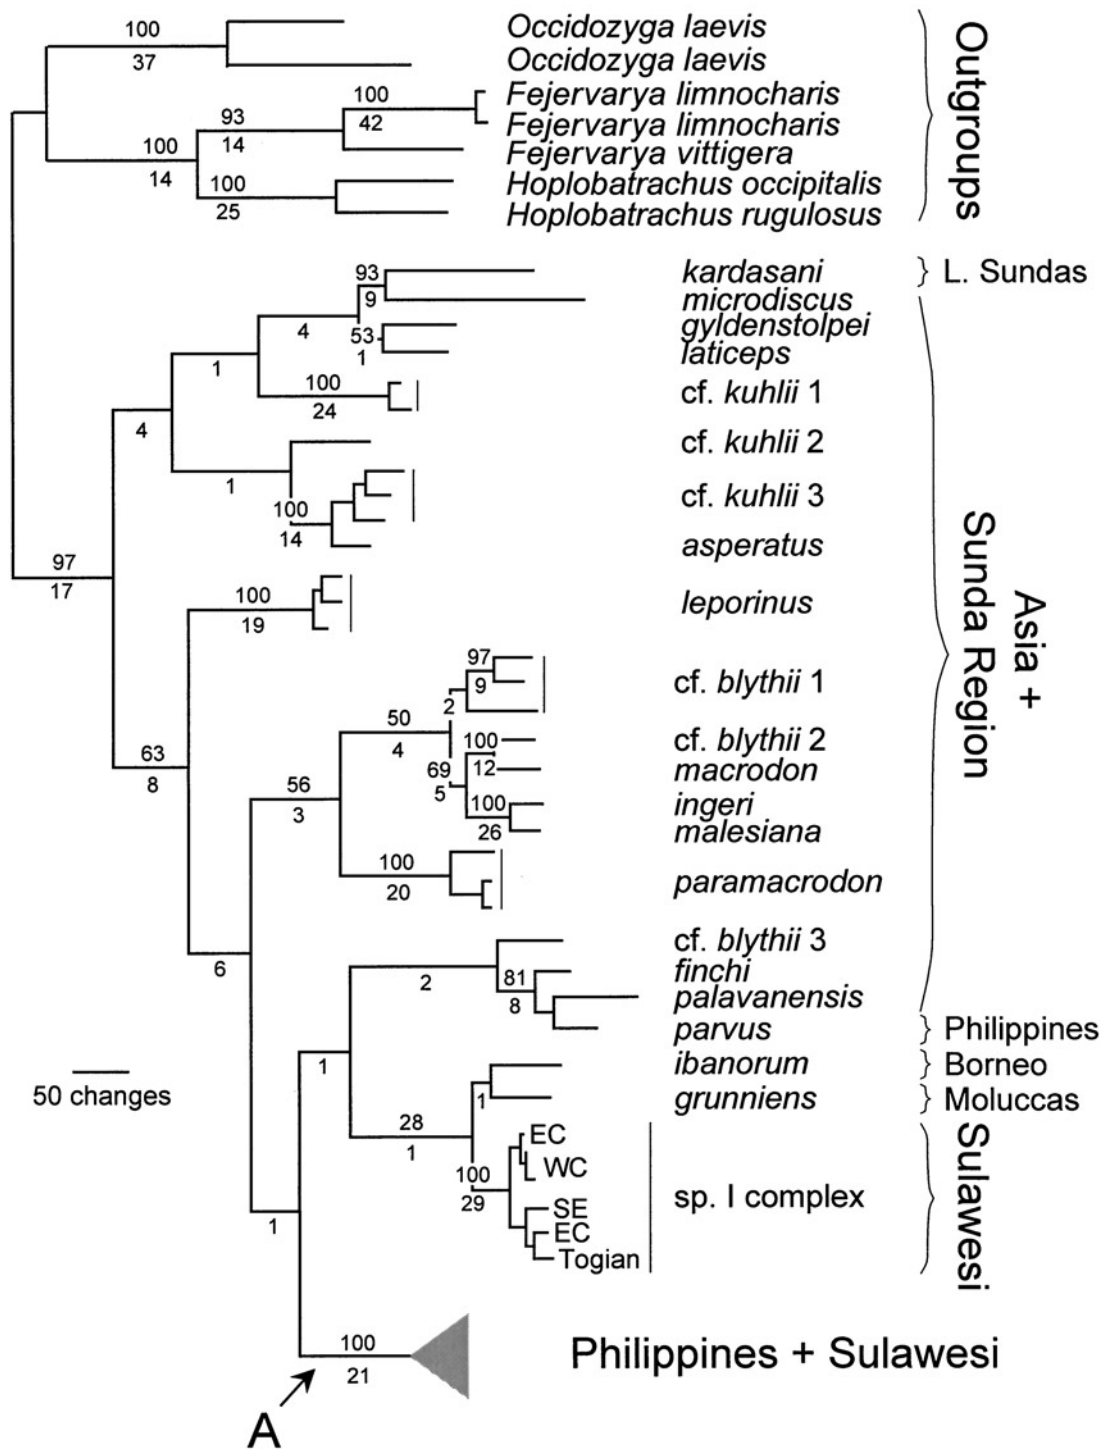 100
37
Occidozyga laevis
Occidozyga laevis
100
42
Fejervarya limnocharis
Fejervarya limnocharis
93
14
Fejervarya vittigera
100
14
100
25
Hoplobatrachus occipitalis
Hoplobatrachus rugulosus
Outgroups
93
9
kardasani
L. Sundas
microdiscus
4
53
1
gyldenstolpei
laticeps
1
100
24
cf. kuhlii 1
4
cf. kuhlii 2
1
100
14
cf. kuhlii 3
asperatus
97
17
100
19
leporinus
Asia +
Sunda Region
97
9
2
cf. blythii 1
50
4
100
12
cf. blythii 2
macrodon
69
5
63
8
56
3
100
26
ingeri
malesiana
100
20
paramacrodon
6
cf. blythii 3
2
81
8
finchi
palavanensis
parvus
Philippines
1
ibanorum
Borneo
50 changes
1
grunniens
Moluccas
28
1
EC
WC
100
29
sp. I complex
SE
EC
Togian
Sulawesi
1
100
21
Philippines + Sulawesi
A